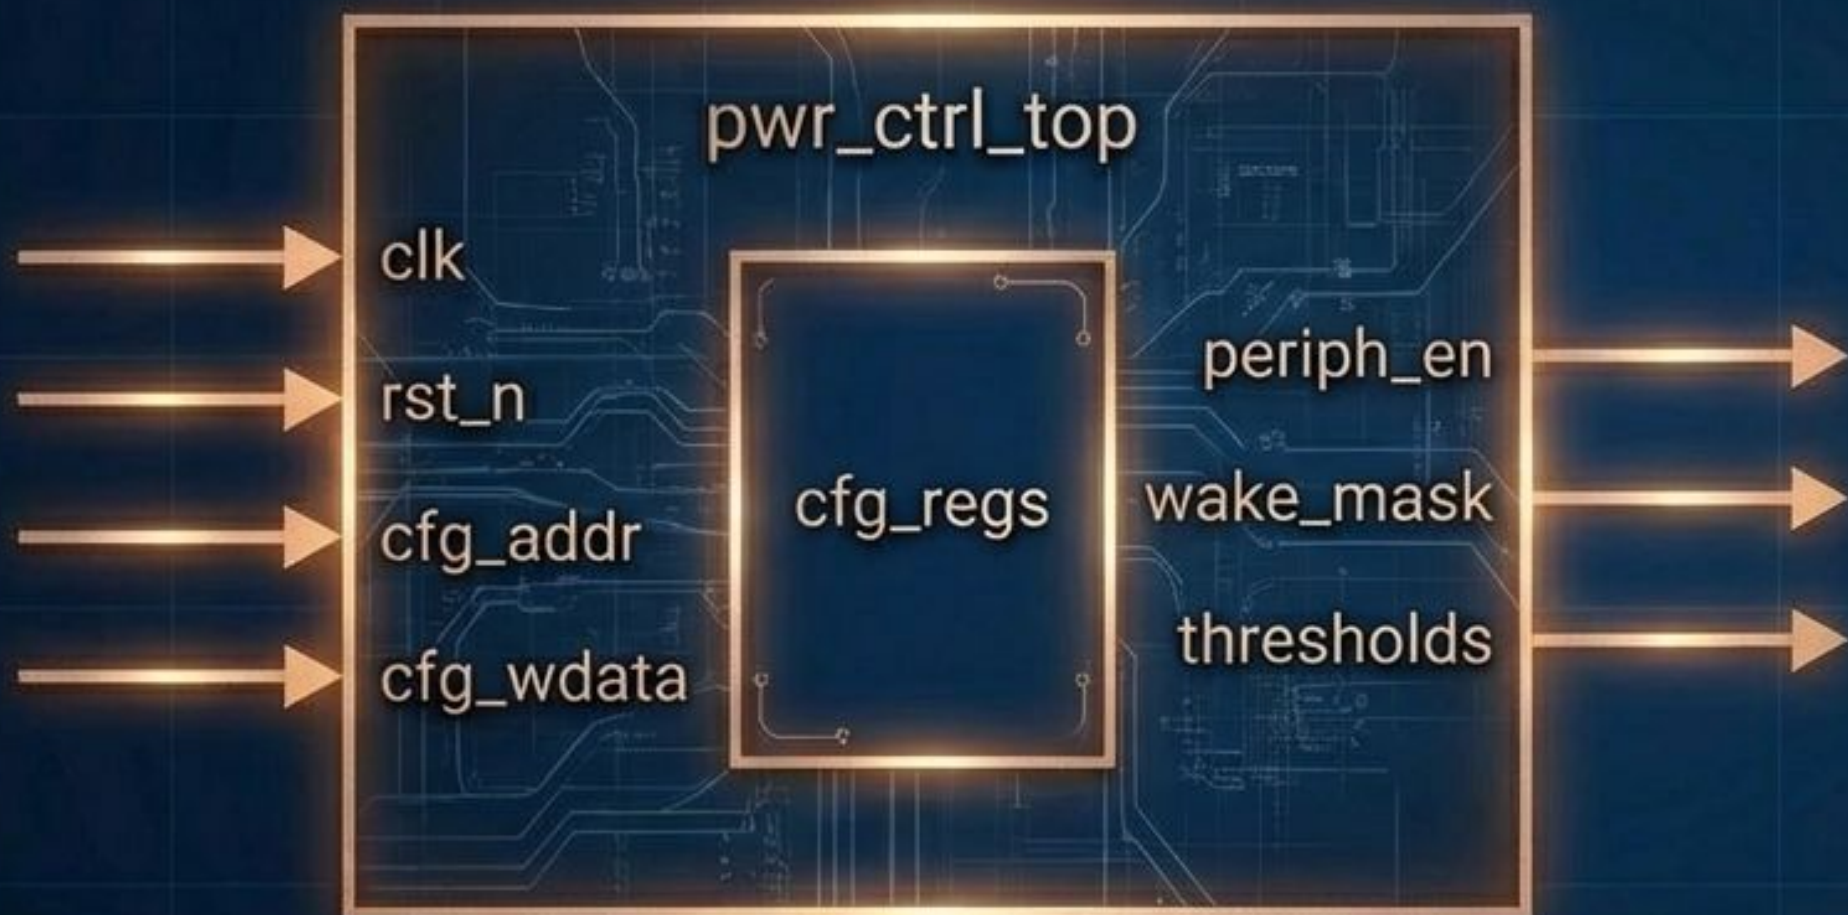 pwr_ctrl_top
clk
rst_n
cfg_addr
cfg_wdata
cfg_regs
periph_en
wake_mask
thresholds